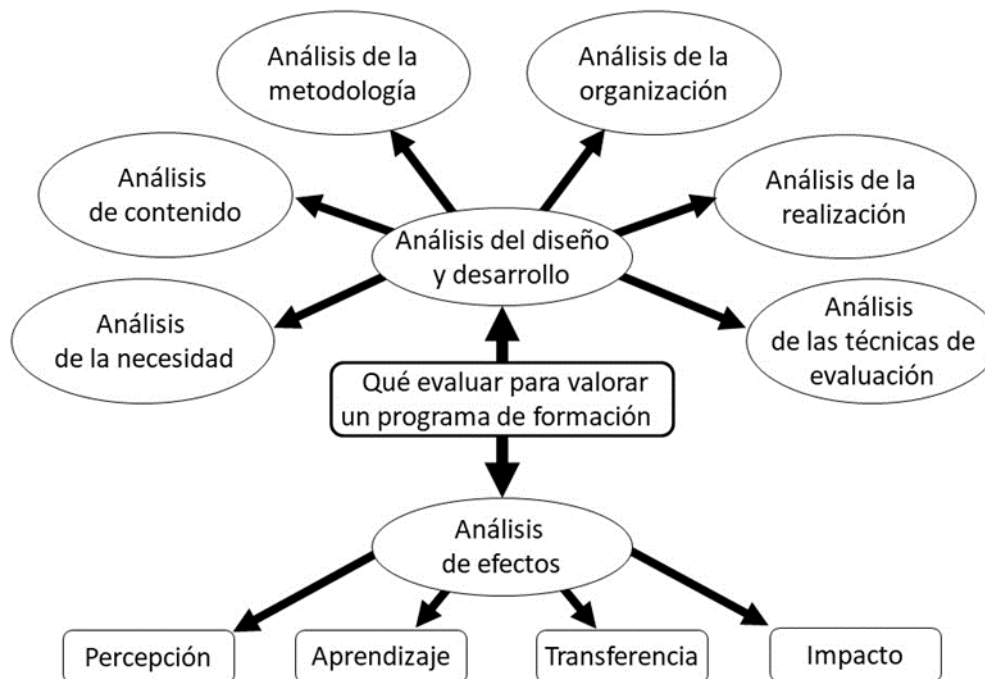 Análisis de la
metodología
Análisis de la
organización
Análisis
de contenido
Análisis de la
realización
Análisis del diseño
y desarrollo
Análisis
de la necesidad
Análisis
de las técnicas de
evaluación
Qué evaluar para valorar
un programa de formación
Análisis
de efectos
Percepción
Aprendizaje
Transferencia
Impacto